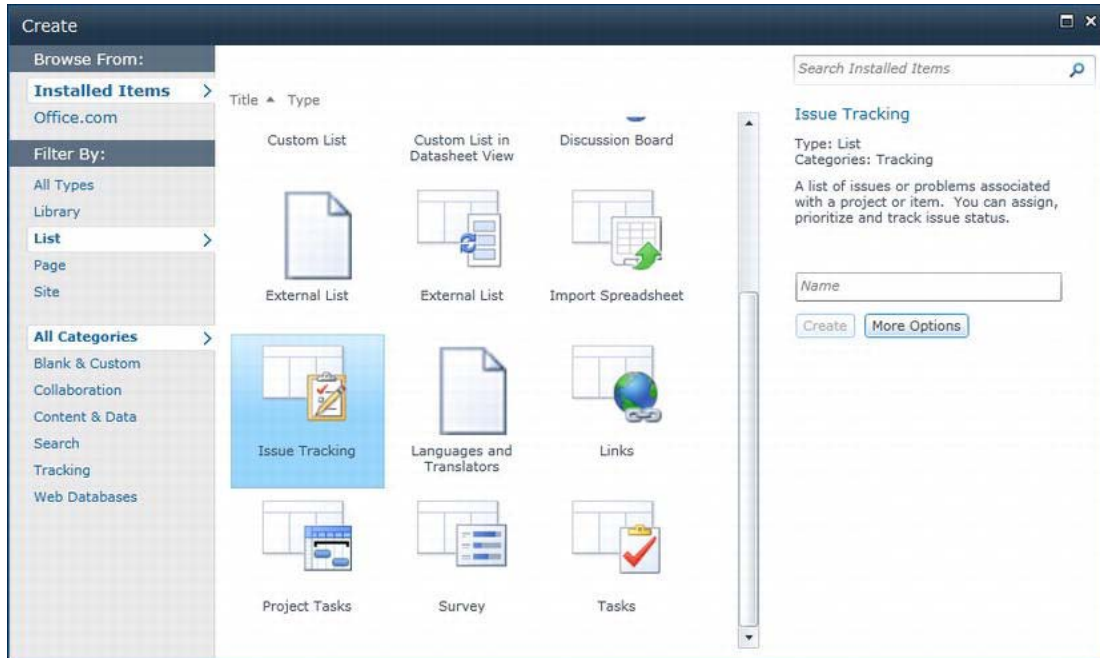 Create
Browse From:
Installed Items
Office.com
Filter By:
All Types
Library
List
Page
Site
All Categories
Blank & Custom
Collaboration
Content & Data
Search
Tracking
Web Databases
Title Type
Custom List
Custom List in
Datasheet View
Discussion Board
External List
External List
Import Spreadsheet
Issue Tracking
Languages and
Translators
Links
Project Tasks
Survey
Tasks
Search Installed Items
Issue Tracking
Type: List
Categories: Tracking
A list of issues or problems associated
with a project or item. You can assign,
prioritize and track issue status.
Name
Create More Options